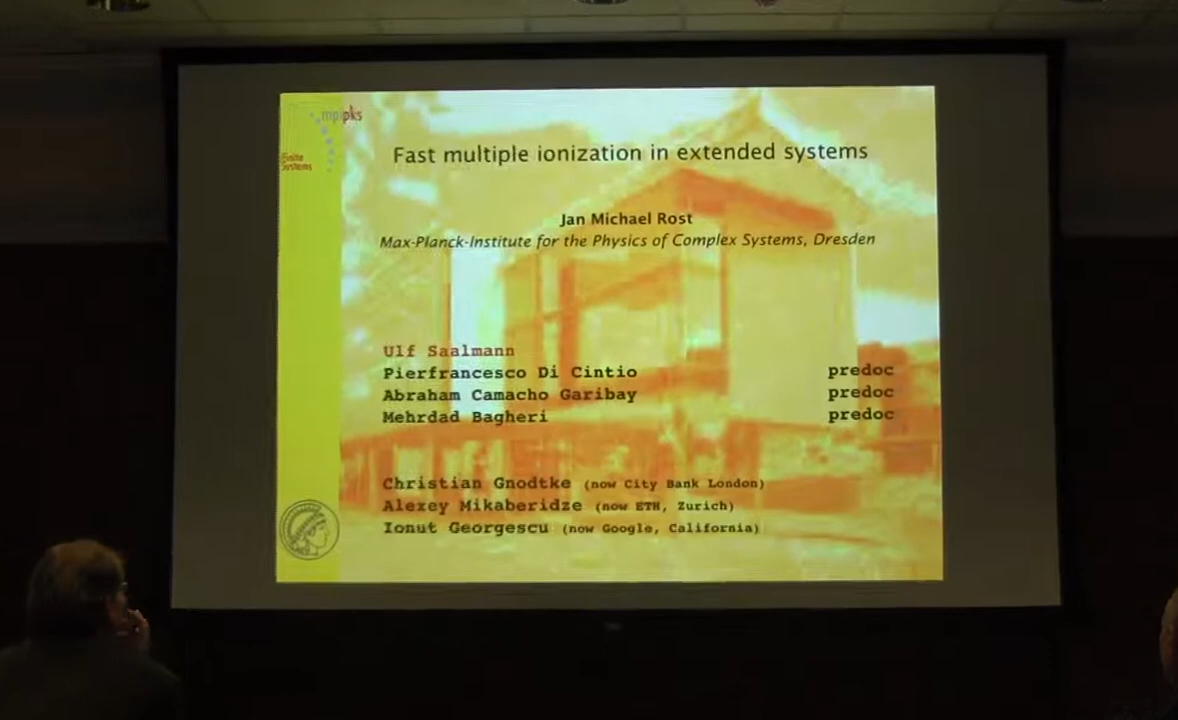 mpipks
Finite
Systems
Fast multiple ionization in extended systems
Jan Michael Rost
Max-Planck-Institute for the Physics of Complex Systems, Dresden
Ulf Saalmann
Pierfrancesco Di Cintio predoc
Abraham Camacho Garibay predoc
Mehrdad Bagheri predoc
Christian Gnodtke (now City Bank London)
Alexey Mikaberidze (now ETH, Zurich)
Ionut Georgescu (now Google, California)